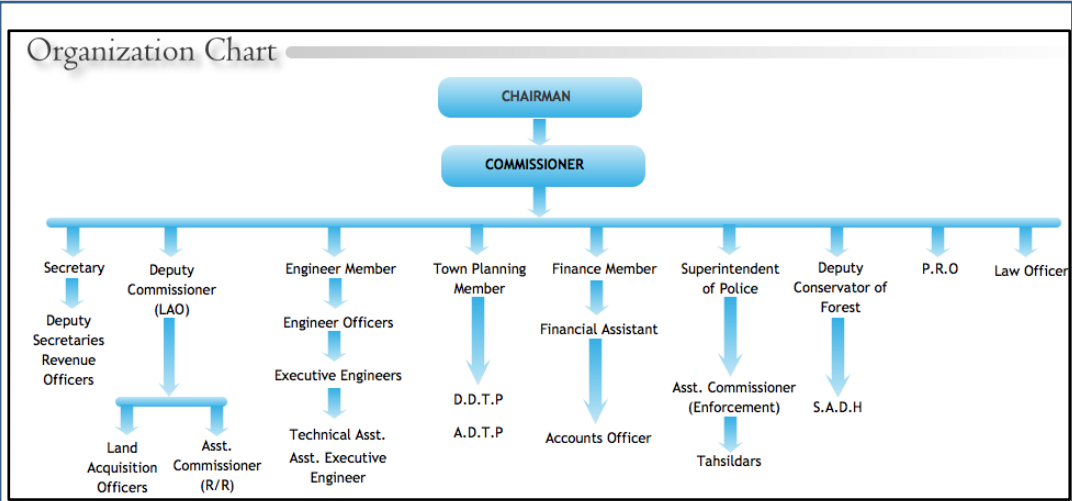 Organization Chart
CHAIRMAN
COMMISSIONER
Secretary
Deputy
Secretaries
Revenue
Officers
Deputy
Commissioner
(LAO)
Land
Acquisition
Officers
Asst.
Commissioner
(R/R)
Engineer Member
Engineer Officers
Executive Engineers
Technical Asst.
Asst. Executive
Engineer
Town Planning
Member
D.D.T.P
A.D.T.P
Finance Member
Financial Assistant
Accounts Officer
Superintendent
of Police
Asst. Commissioner
(Enforcement)
Tahsildars
Deputy
Conservator of
Forest
S.A.D.H
P.R.O
Law Officer